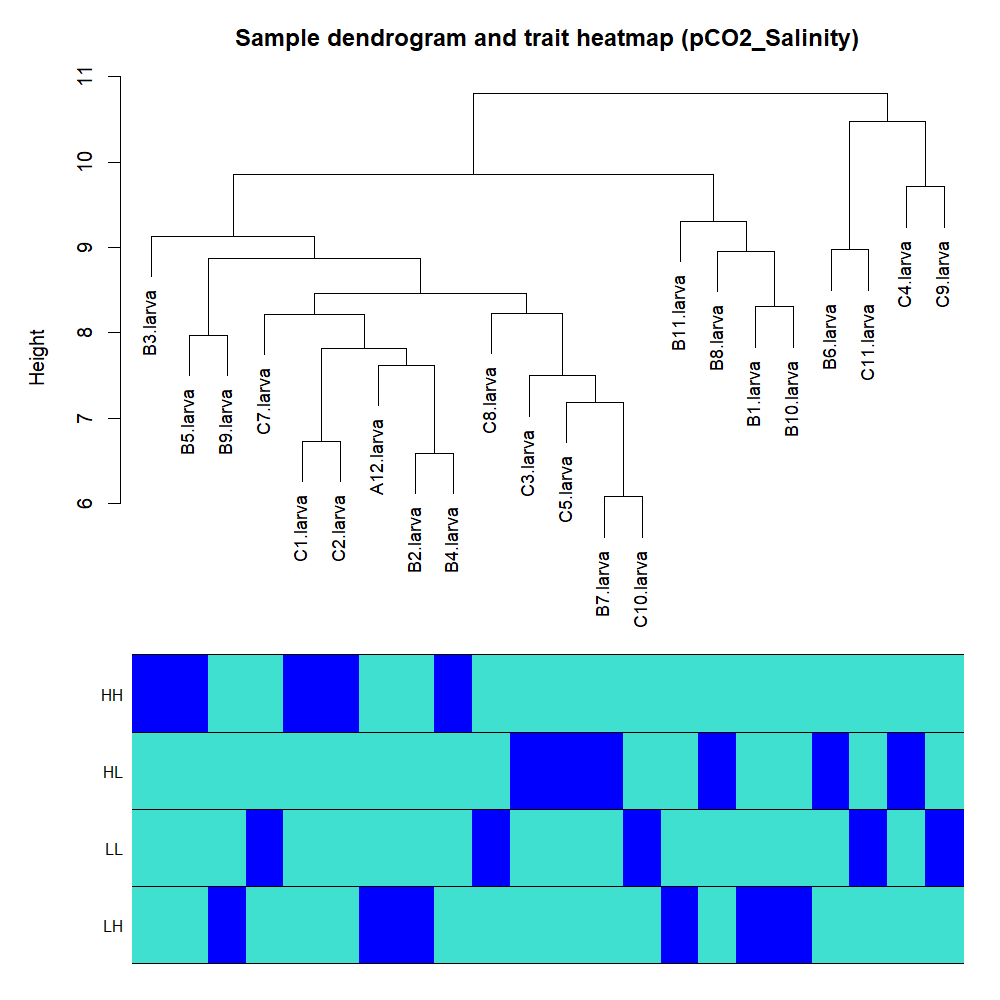 Sample dendrogram and trait heatmap (pCO2_Salinity)
Height
11
10
9
8
7
6
B3.larva
B5.larva
B9.larva
C7.larva
C1.larva
C2.larva
A12.larva
B2.larva
B4.larva
C8.larva
C3.larva
C5.larva
B7.larva
C10.larva
B11.larva
B8.larva
B1.larva
B10.larva
B6.larva
C11.larva
C4.larva
C9.larva
HH
HL
LL
LH